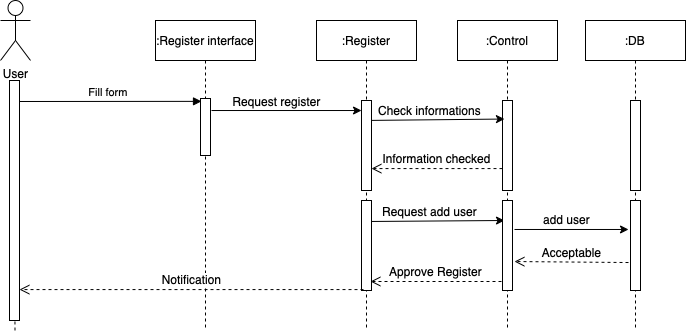 :Register interface
:Register
:Control
:DB
User
Fill form
Request register
Check informations
Information checked
Request add user
add user
Acceptable
Approve Register
Notification